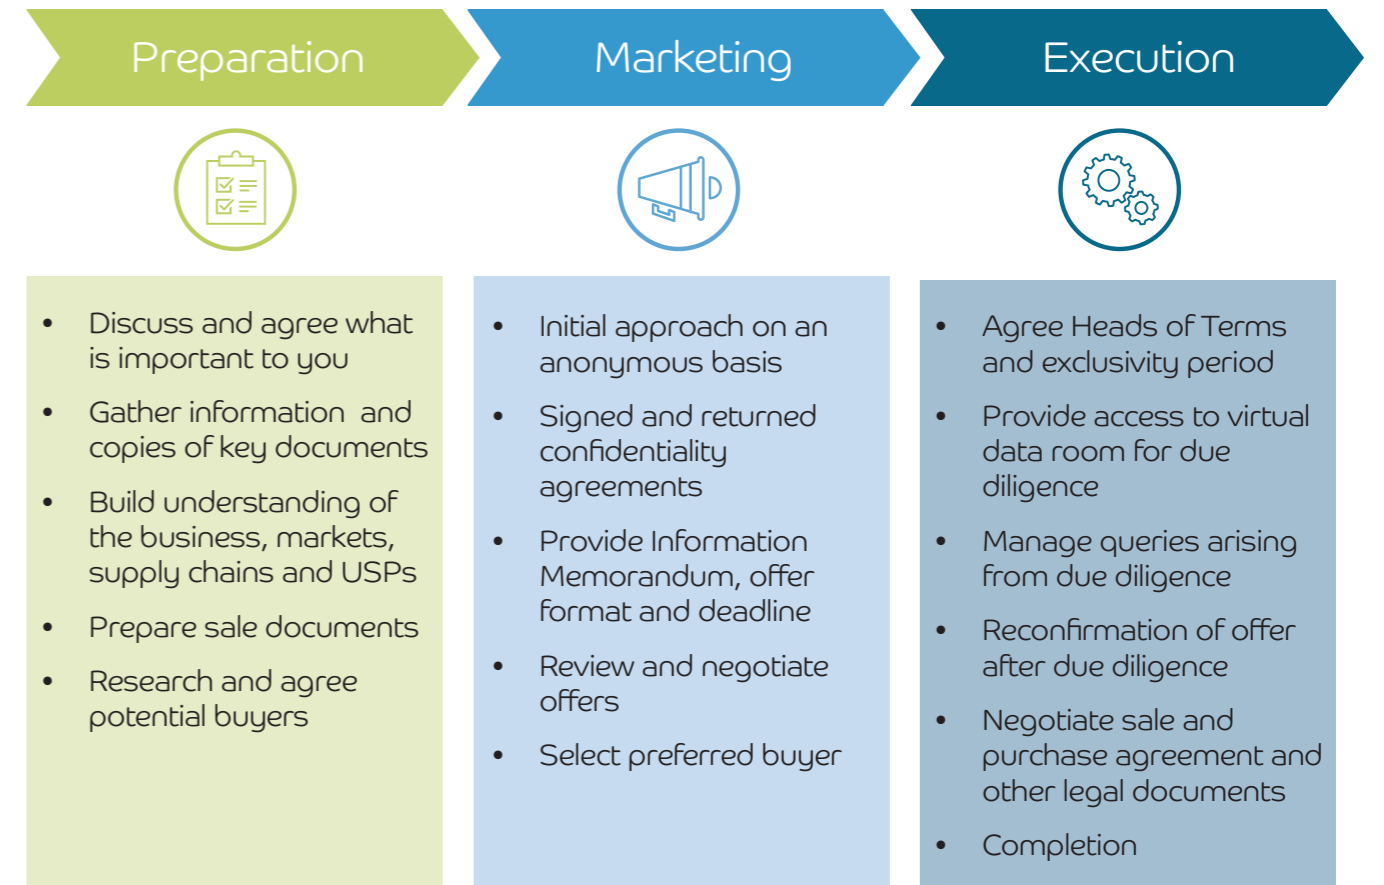 Preparation
Marketing
Execution
• Discuss and agree what
is important to you
• Gather information  and
copies of key documents
• Build understanding of
the business, markets,
supply chains and USPs
• Prepare sale documents
• Research and agree
potential buyers
• Initial approach on an
anonymous basis
• Signed and returned
confidentiality
agreements
• Provide Information
Memorandum, offer
format and deadline
• Review and negotiate
offers
• Select preferred buyer
• Agree Heads of Terms
and exclusivity period
• Provide access to virtual
data room for due
diligence
• Manage queries arising
from due diligence
• Reconfirmation of offer
after due diligence
• Negotiate sale and
purchase agreement and
other legal documents
• Completion